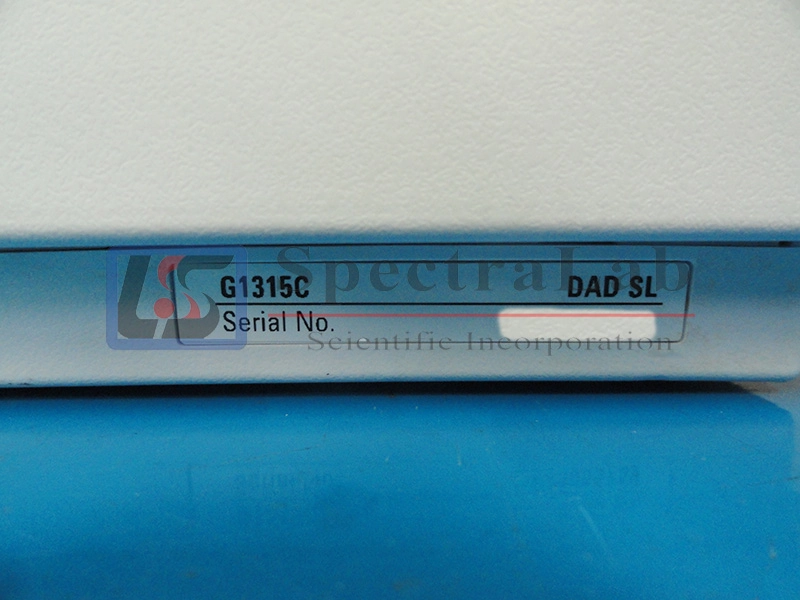 SpectraLab
G1315C DAD SL
Serial No.
Scientific Incorporation